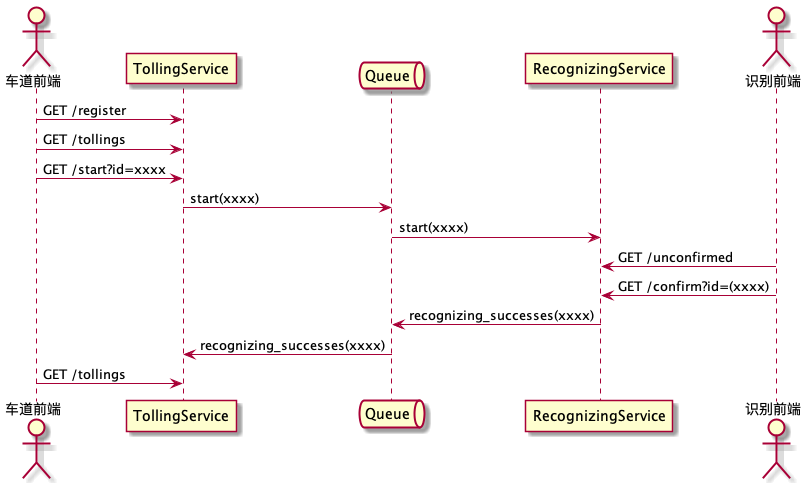 车道前端
TollingService
Queue
RecognizingService
识别前端
GET /register
GET /tollings
GET /start?id=xxxx
start(xxxx)
start(xxxx)
GET /unconfirmed
GET /confirm?id=(xxxx)
recognizing_successes(xxxx)
recognizing_successes(xxxx)
GET /tollings
车道前端
TollingService
Queue
RecognizingService
识别前端